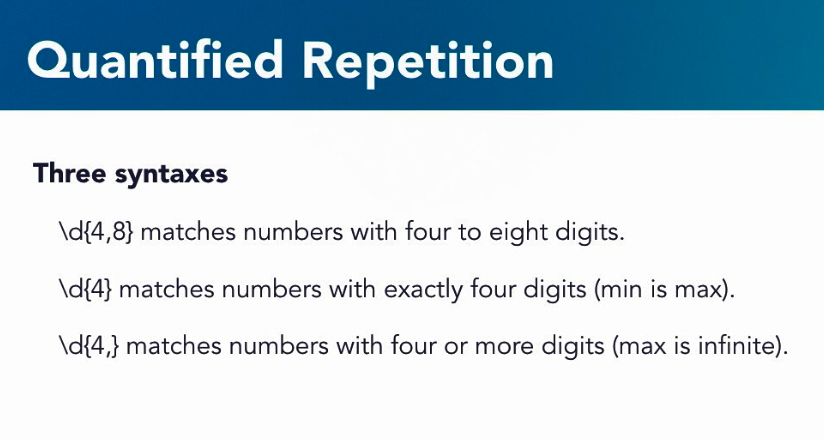 Quantified Repetition
Three syntaxes
\d{4,8} matches numbers with four to eight digits.
\d{4} matches numbers with exactly four digits (min is max).
\d{4,} matches numbers with four or more digits (max is infinite).